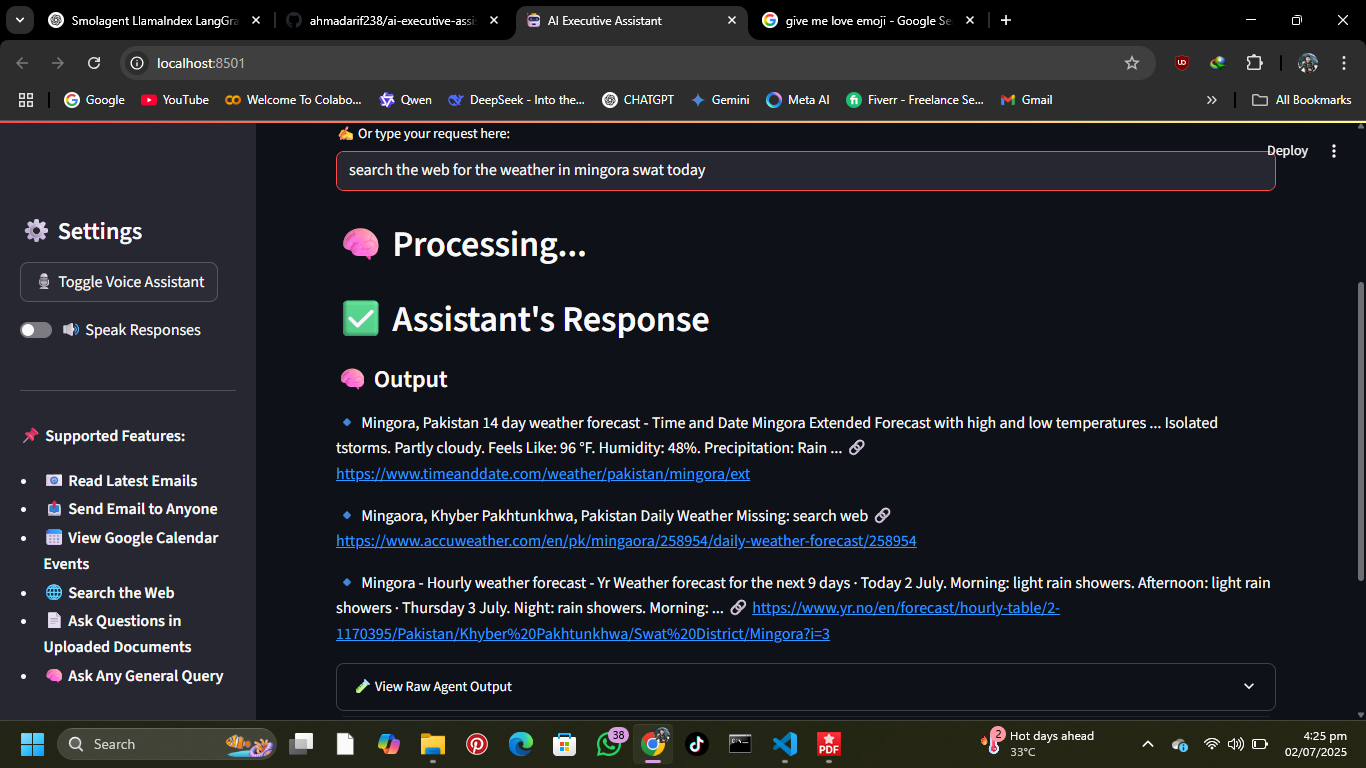 Smolagent LlamaIndex LangGra
ahmadarif238/ai-executive-assi
AI Executive Assistant
give me love emoji - Google Se
localhost:8501
Google
YouTube
Welcome To Colabo...
Qwen
DeepSeek - Into the...
CHATGPT
Gemini
Meta AI
Fiverr - Freelance Se...
Gmail
»
All Bookmarks
Settings
Toggle Voice Assistant
Speak Responses
Supported Features:
• Read Latest Emails
• Send Email to Anyone
• View Google Calendar
Events
• Search the Web
• Ask Questions in
Uploaded Documents
• Ask Any General Query
✍️ Or type your request here:
Deploy
search the web for the weather in mingora swat today
🧠 Processing...
✅ Assistant's Response
🧠 Output
🔹 Mingora, Pakistan 14 day weather forecast - Time and Date Mingora Extended Forecast with high and low temperatures ... Isolated
tstorms. Partly cloudy. Feels Like: 96 °F. Humidity: 48%. Precipitation: Rain ... 🔗
https://www.timeanddate.com/weather/pakistan/mingora/ext
🔹 Mingaora, Khyber Pakhtunkhwa, Pakistan Daily Weather Missing: search web 🔗
https://www.accuweather.com/en/pk/mingaora/258954/daily-weather-forecast/258954
🔹 Mingora - Hourly weather forecast - Yr Weather forecast for the next 9 days · Today 2 July. Morning: light rain showers. Afternoon: light rain
showers · Thursday 3 July. Night: rain showers. Morning: ... 🔗 https://www.yr.no/en/forecast/hourly-table/2-
1170395/Pakistan/Khyber%20Pakhtunkhwa/Swat%20District/Mingora?i=3
View Raw Agent Output
Search
38
PDF
2
Hot days ahead
33°C
4:25 pm
02/07/2025